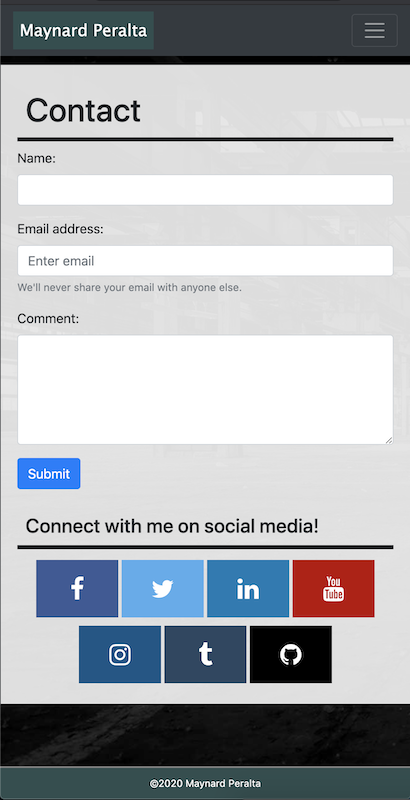 Maynard Peralta
Contact
Name:
Email address:
Enter email
We'll never share your email with anyone else.
Comment:
Submit
Connect with me on social media!
f
in
You
Tube
t
©2020 Maynard Peralta